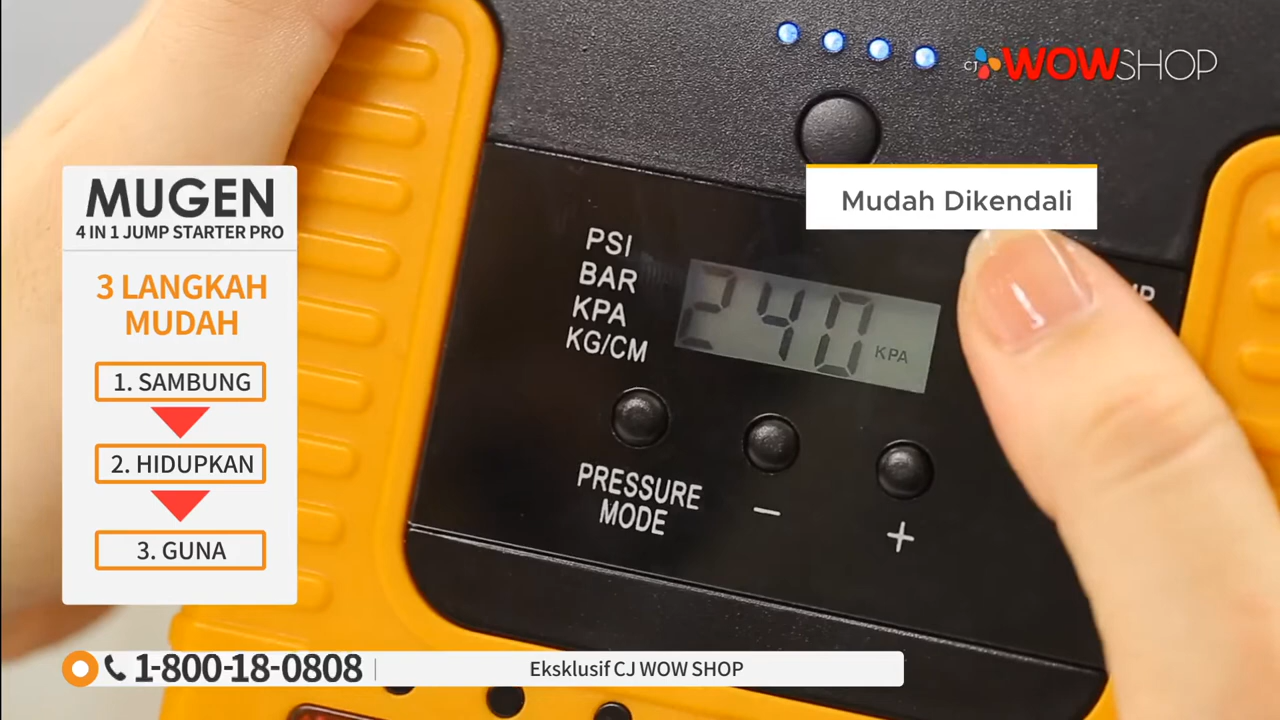 CJ WOWSHOP
MUGEN
4 IN 1 JUMP STARTER PRO
3 LANGKAH
MUDAH
1. SAMBUNG
2. HIDUPKAN
3. GUNA
Mudah Dikendali
PSI
BAR
KPA
KG/CM
240 KPA
PRESSURE
MODE
−
+
1-800-18-0808
Eksklusif CJ WOW SHOP